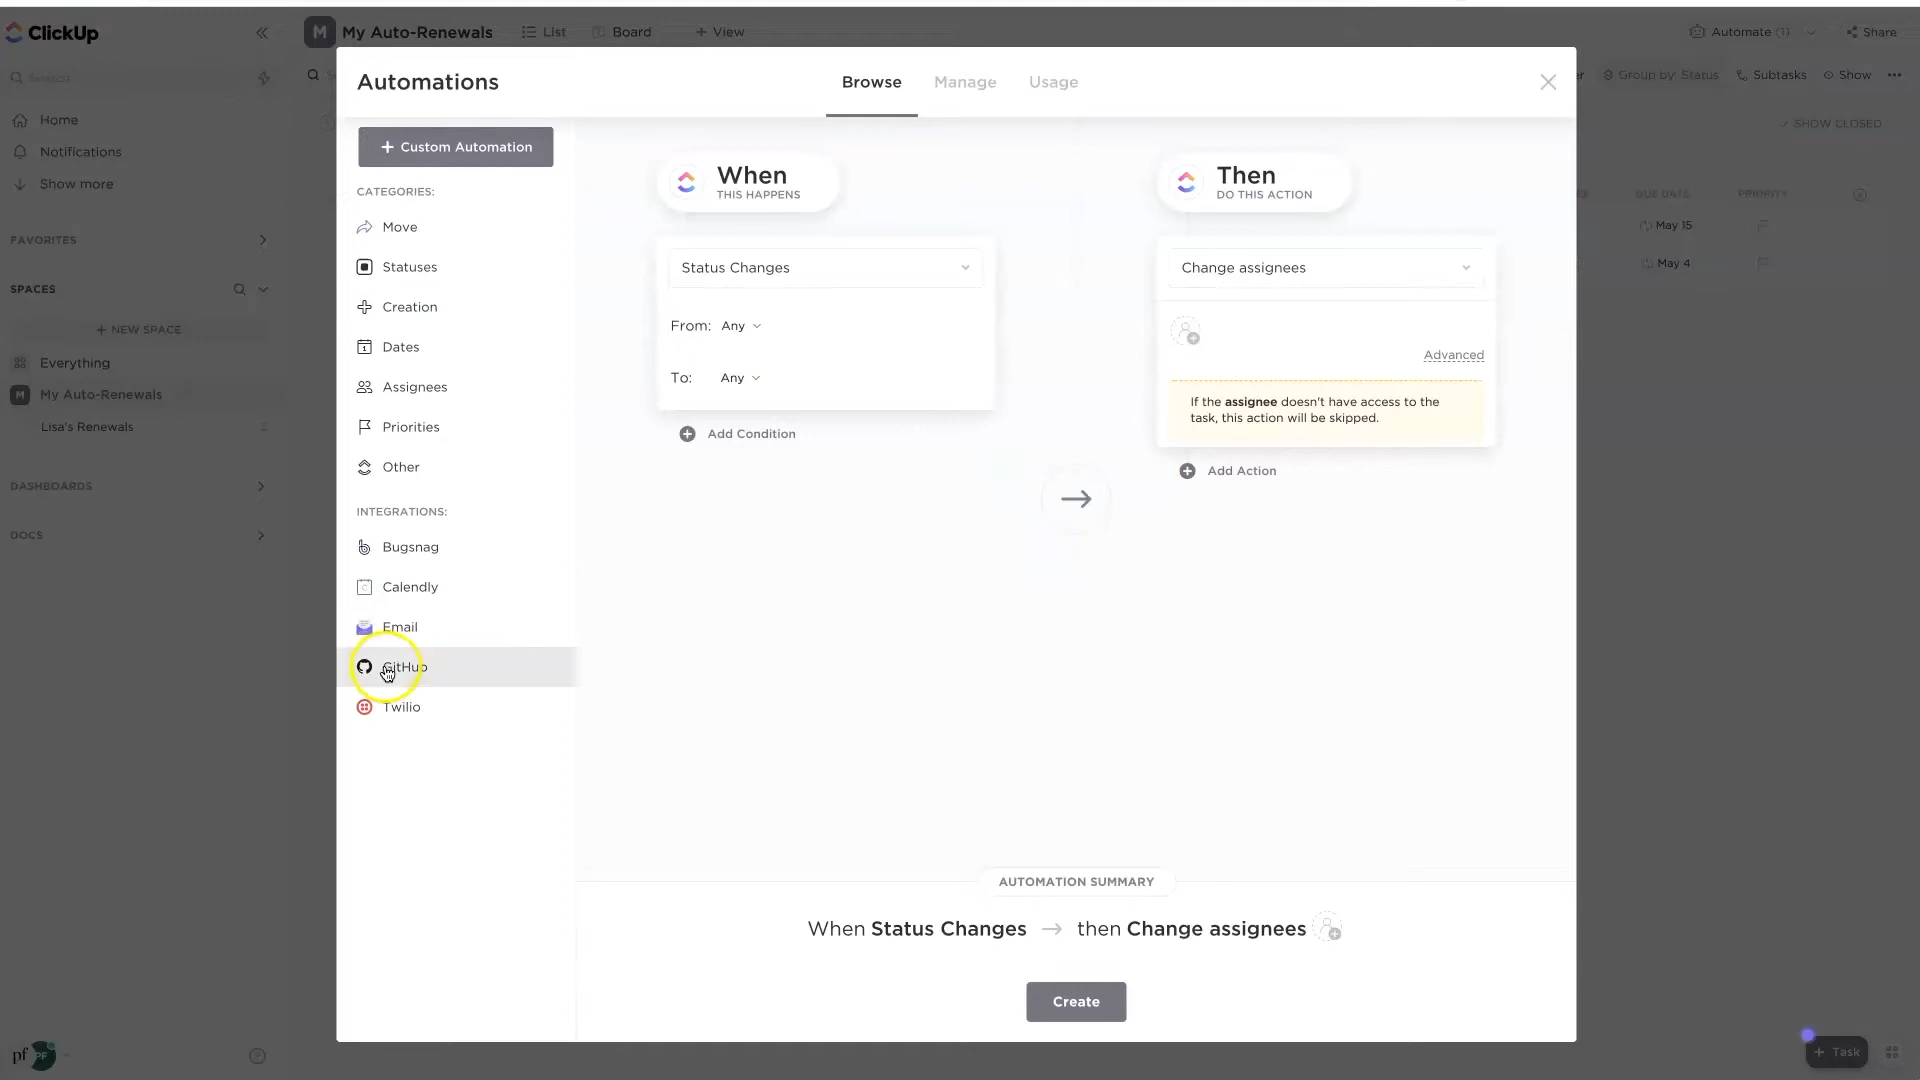 ClickUp
M My Auto-Renewals List Board + View
Automate (1) Share
Search
Group by: Status Subtasks Show
Home
Notifications
Show more
SHOW CLOSED
FAVORITES
SPACES
+ NEW SPACE
Everything
M My Auto-Renewals
Lisa's Renewals
DASHBOARDS
DOCS
DUE DATE PRIORITY
May 15
May 4
Automations
Browse Manage Usage
+ Custom Automation
CATEGORIES:
Move
Statuses
Creation
Dates
Assignees
Priorities
Other
INTEGRATIONS:
Bugsnag
Calendly
Email
GitHub
Twilio
When
THIS HAPPENS
Status Changes
From: Any
To: Any
Add Condition
Then
DO THIS ACTION
Change assignees
Advanced
If the assignee doesn't have access to the
task, this action will be skipped.
Add Action
AUTOMATION SUMMARY
When Status Changes → then Change assignees
Create
pf PF
+ Task